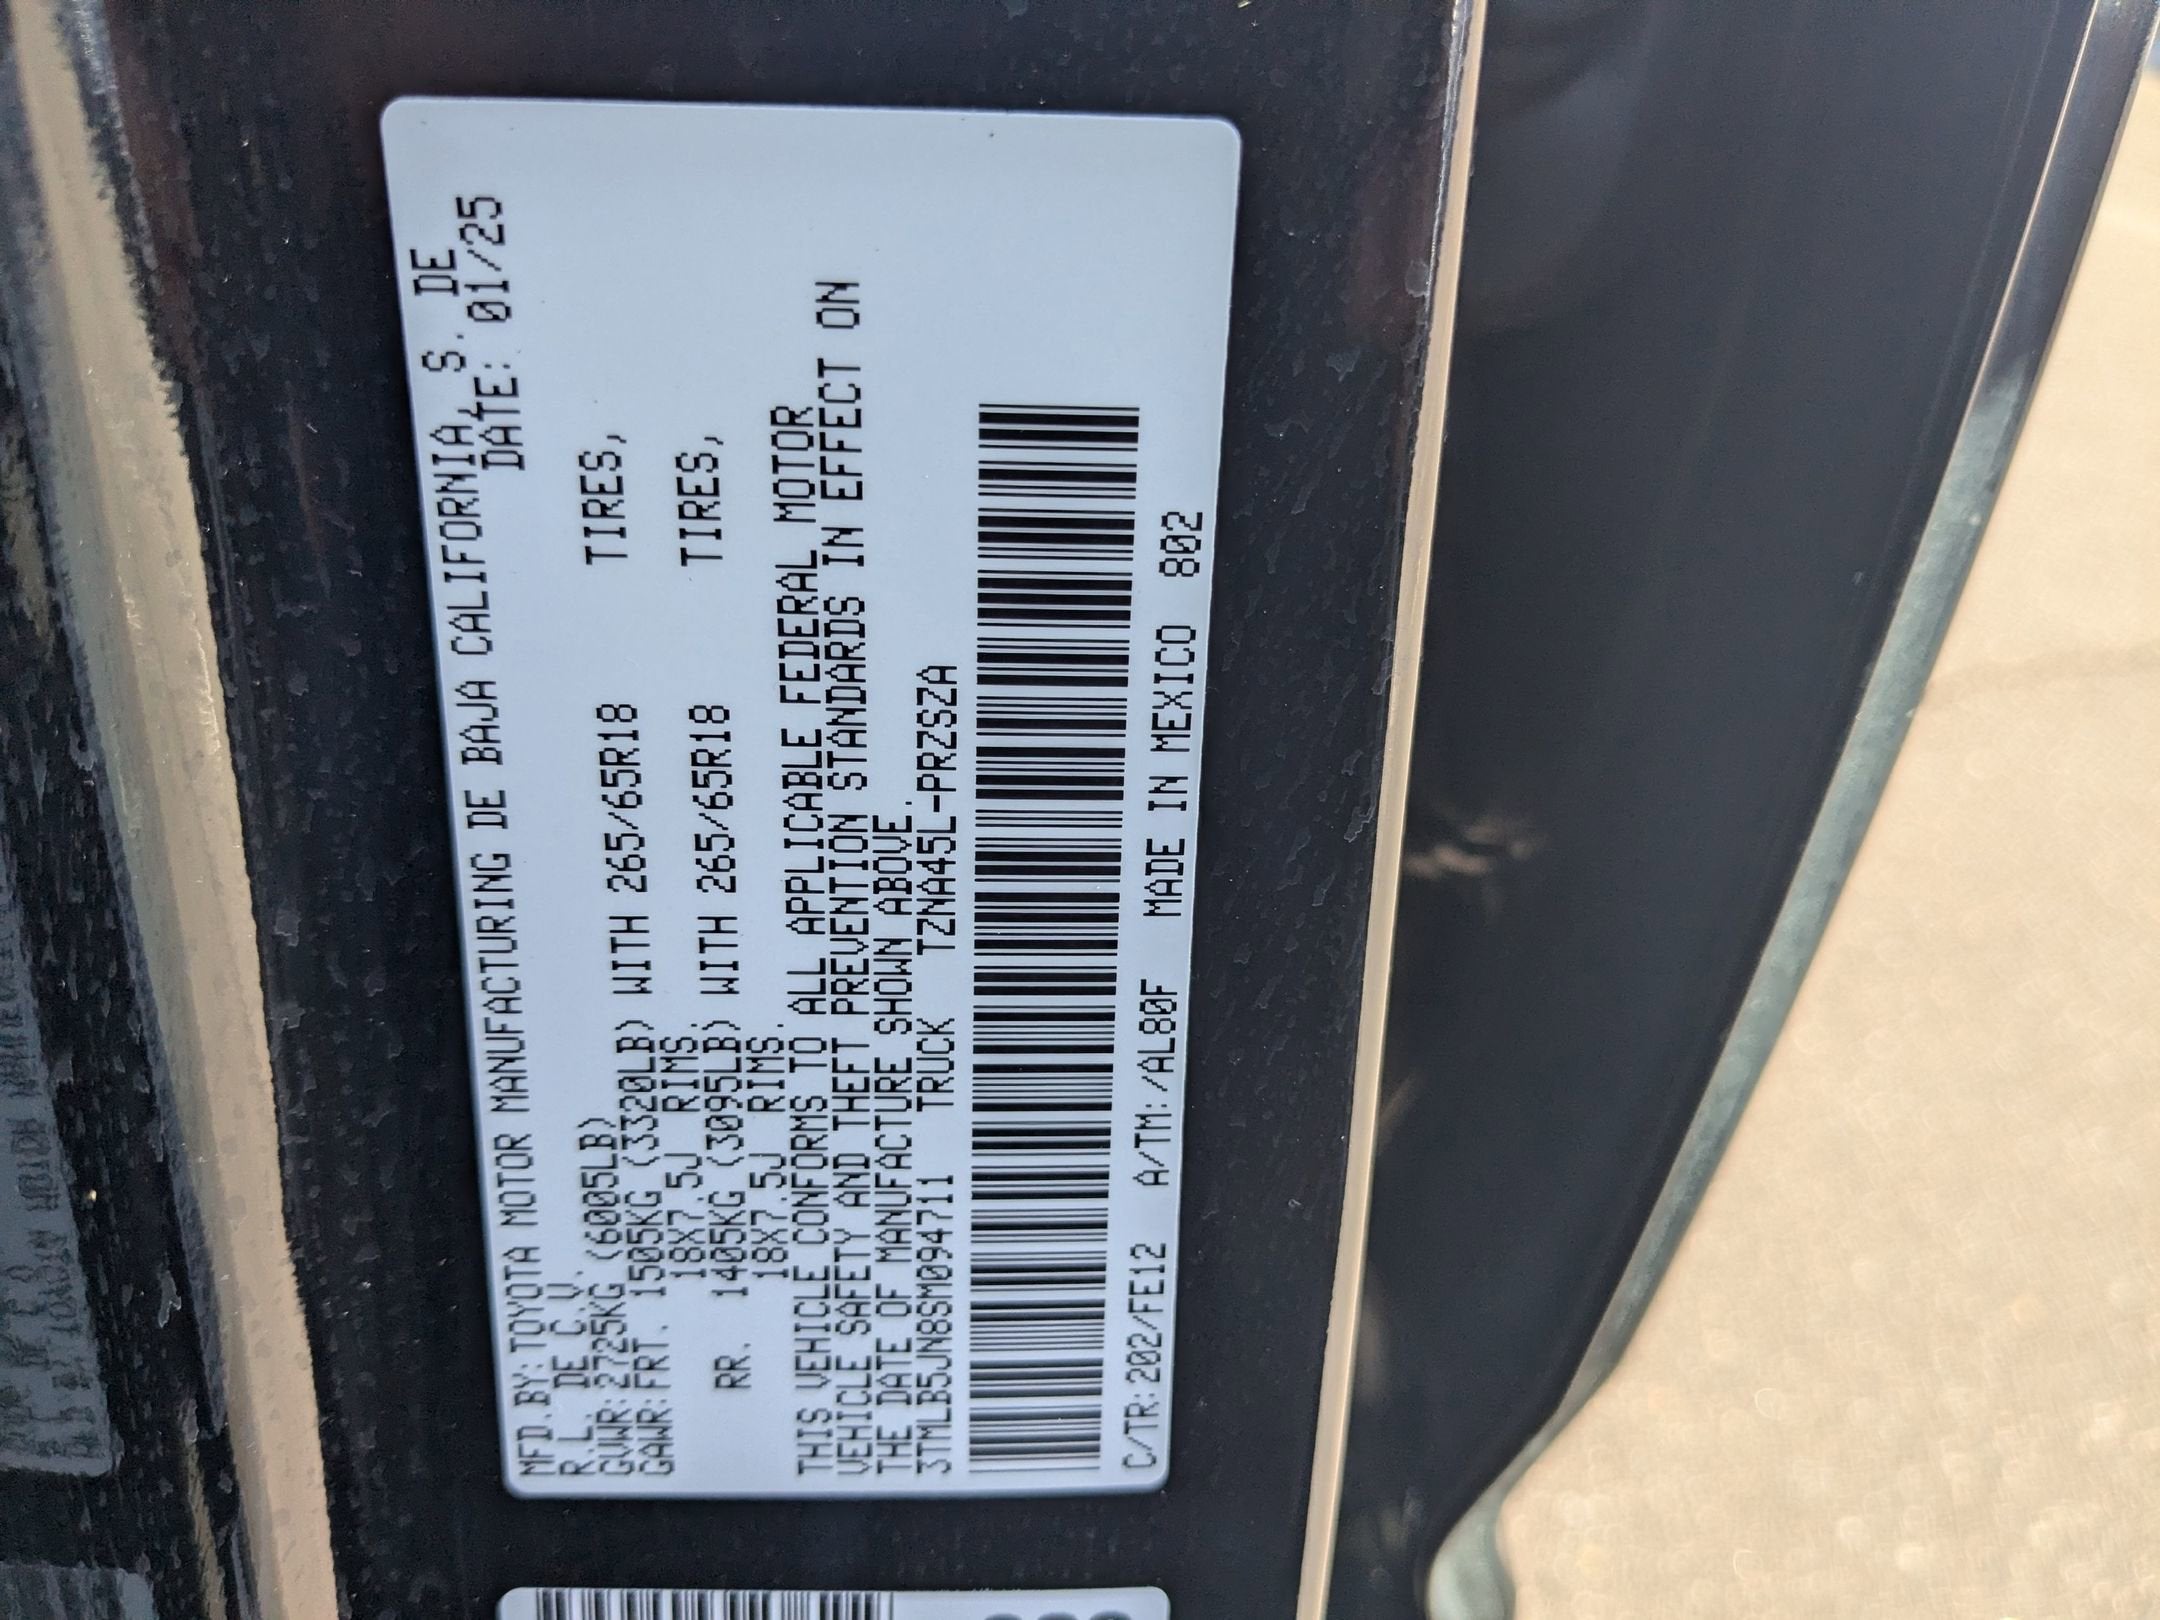 MFD.BY:TOYOTA MOTOR MANUFACTURING DE BAJA CALIFORNIA, S. DE
R.L. DE C.V. DATE: 01/25
GVWR:2725KG (6005LB)
GAWR:FRT. 1505KG (3320LB) WITH 265/65R18 TIRES,
18X7.5J RIMS,
RR. 1405KG (3095LB) WITH 265/65R18 TIRES,
18X7.5J RIMS.
THIS VEHICLE CONFORMS TO ALL APPLICABLE FEDERAL MOTOR
VEHICLE SAFETY AND THEFT PREVENTION STANDARDS IN EFFECT ON
THE DATE OF MANUFACTURE SHOWN ABOVE.
3TMLB5JN8SM094711 TRUCK TZNA45L-PRZSZA
C/TR:202/FE12 A/TM:/AL80F MADE IN MEXICO 802